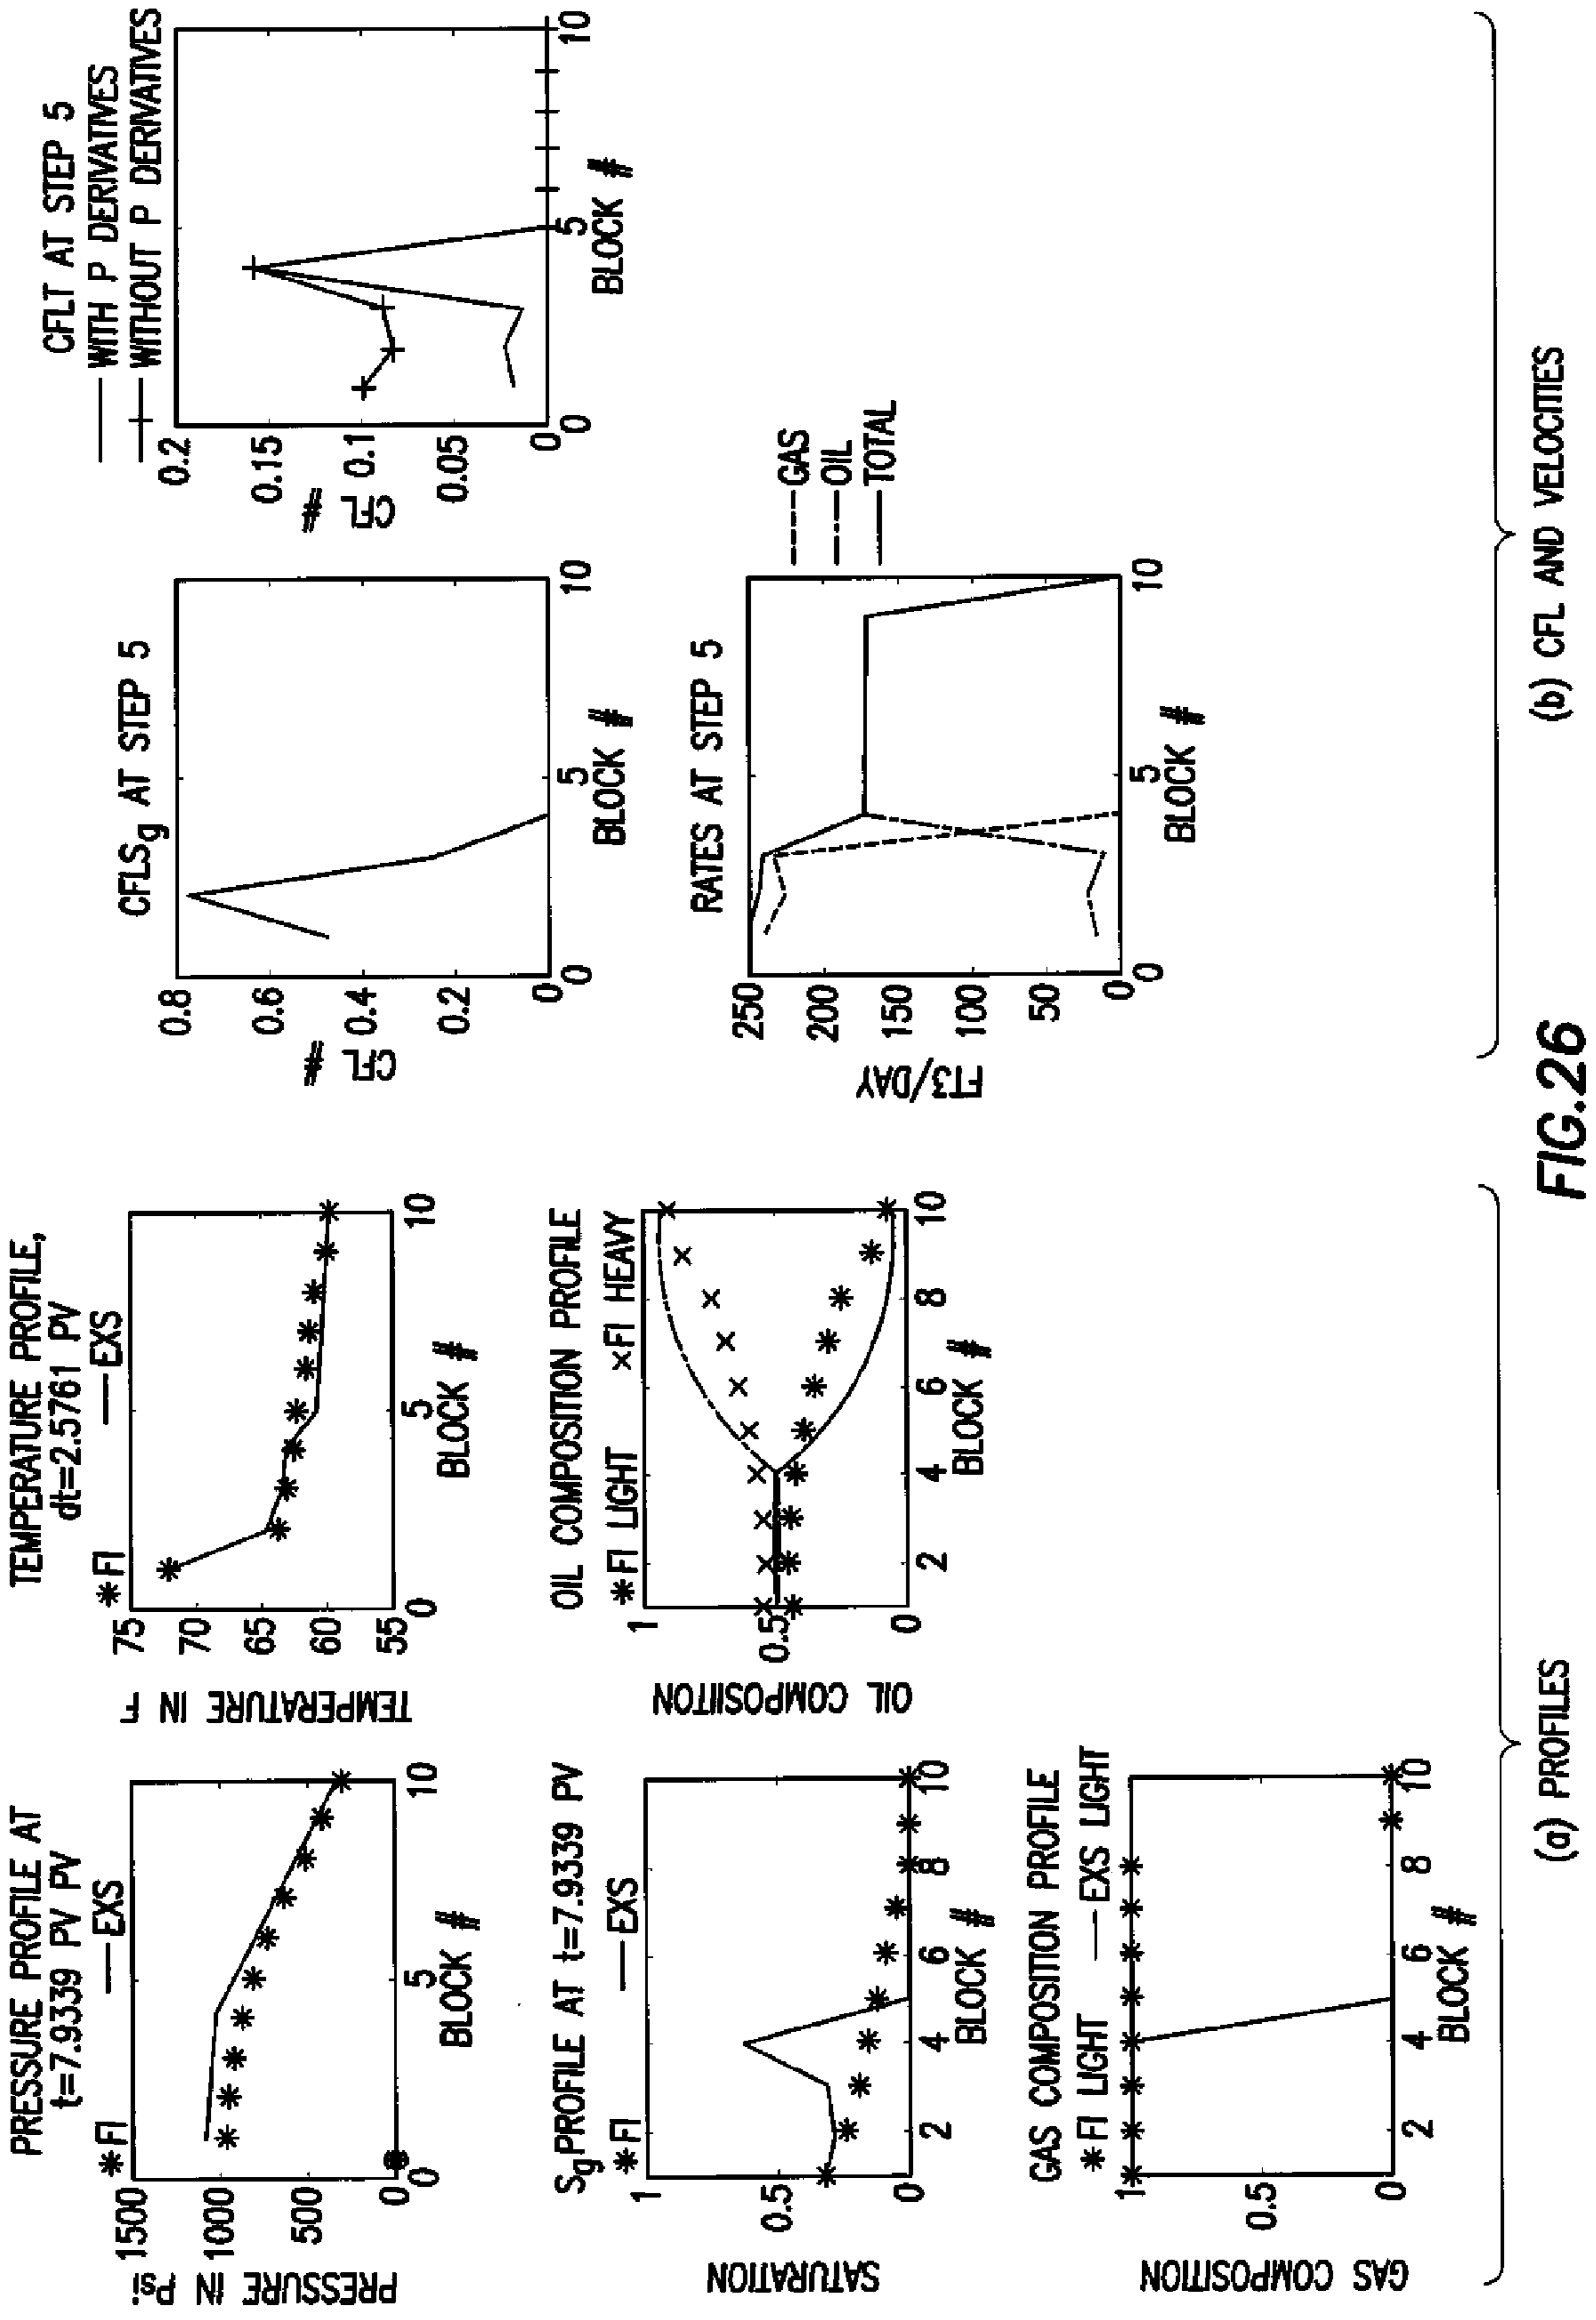 PRESSURE PROFILE AT
t=7.9339 PV PV
*FI —EXS
1500
1000
500
0
PRESSURE IN Psi
0 5 10
BLOCK #
TEMPERATURE PROFILE,
dt=2.5761 PV
*FI —EXS
75
70
65
60
55
TEMPERATURE IN F
0 5 10
BLOCK #
Sg PROFILE AT t=7.9339 PV
*FI —EXS
1
0.5
0
SATURATION
2 4 6 8 10
BLOCK #
OIL COMPOSITION PROFILE
*FI LIGHT ×FI HEAVY
1
0.5
0
OIL COMPOSIITON
2 4 6 8 10
BLOCK #
GAS COMPOSITION PROFILE
*FI LIGHT —EXS LIGHT
1
0.5
0
GAS COMPOSITION
2 4 6 8 10
BLOCK #
(a) PROFILES
CFLSg AT STEP 5
0.8
0.6
0.4
0.2
0
CFL #
0 5 10
BLOCK #
CFLT AT STEP 5
—WITH P DERIVATIVES
—WITHOUT P DERIVATIVES
0.2
0.15
0.1
0.05
0
CFL #
0 5 10
BLOCK #
RATES AT STEP 5
GAS
OIL
TOTAL
250
200
150
100
50
0
FT3/DAY
0 5 10
BLOCK #
(b) CFL AND VELOCITIES
FIG.26